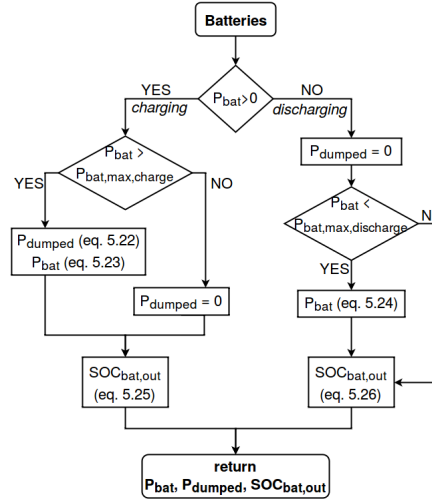 Batteries
P_bat>0
YES
charging
NO
discharging
P_bat >
P_bat,max,charge
YES
NO
P_dumped = 0
P_bat <
P_bat,max,discharge
N
P_dumped (eq. 5.22)
P_bat (eq. 5.23)
YES
P_dumped = 0
P_bat (eq. 5.24)
SOC_bat,out
(eq. 5.25)
SOC_bat,out
(eq. 5.26)
return
P_bat, P_dumped, SOC_bat,out